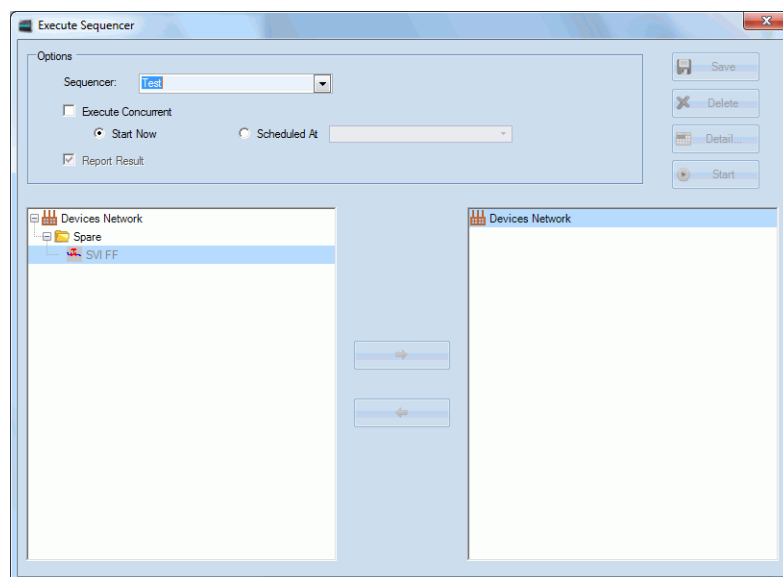 Execute Sequencer
Options
Sequencer: Test
Execute Concurrent
Start Now Scheduled At
Report Result
Save
Delete
Detail...
Start
Devices Network
Spare
SVI FF
Devices Network